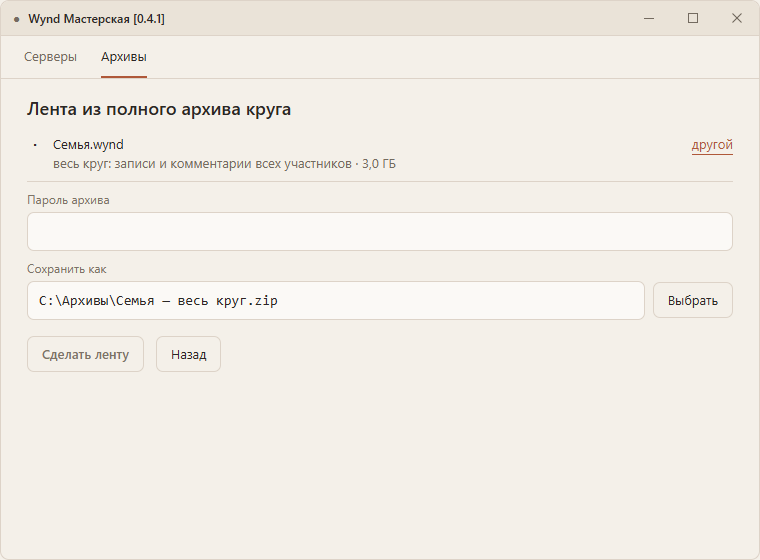 Wynd Мастерская [0.4.1]
Серверы Архивы
Лента из полного архива круга
Семья.wynd другой
весь круг: записи и комментарии всех участников · 3,0 ГБ
Пароль архива
Сохранить как
C:\Архивы\Семья — весь круг.zip Выбрать
Сделать ленту Назад